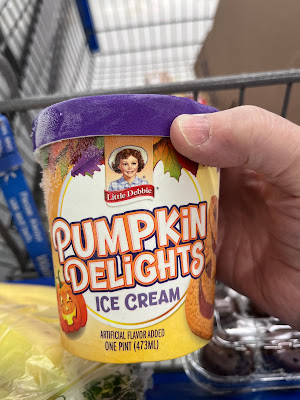 Little Debbie
PUMPKIN
DELIGHTS
ICE CREAM
ARTIFICIAL FLAVOR ADDED
ONE PINT (473ML)